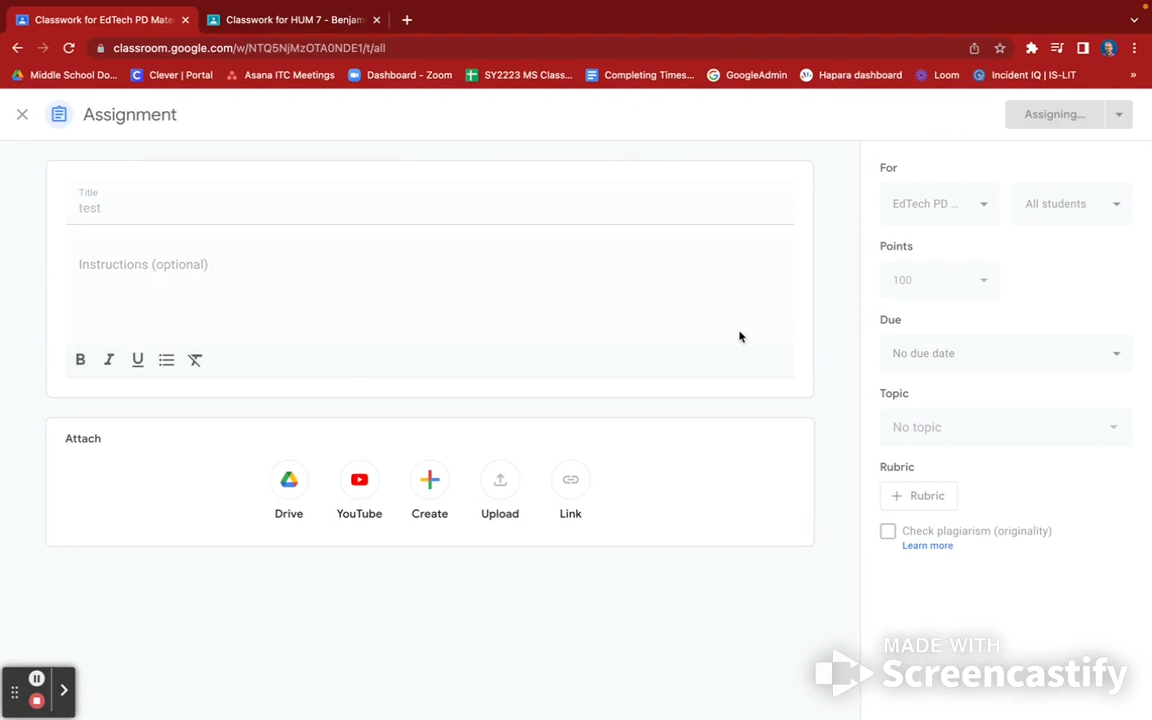 Classwork for EdTech PD Mate
Classwork for HUM 7 - Benjam
classroom.google.com/w/NTQ5NjMzOTA0NDE1/t/all
Middle School Do...
Clever | Portal
Asana ITC Meetings
Dashboard - Zoom
SY2223 MS Class...
Completing Times...
GoogleAdmin
Hapara dashboard
Loom
Incident IQ | IS-LIT
»
Assignment
Assigning...
Title
test
Instructions (optional)
B I U
Attach
Drive
YouTube
Create
Upload
Link
For
EdTech PD ...
All students
Points
100
Due
No due date
Topic
No topic
Rubric
+ Rubric
Check plagiarism (originality)
Learn more
MADE WITH
Screencastify